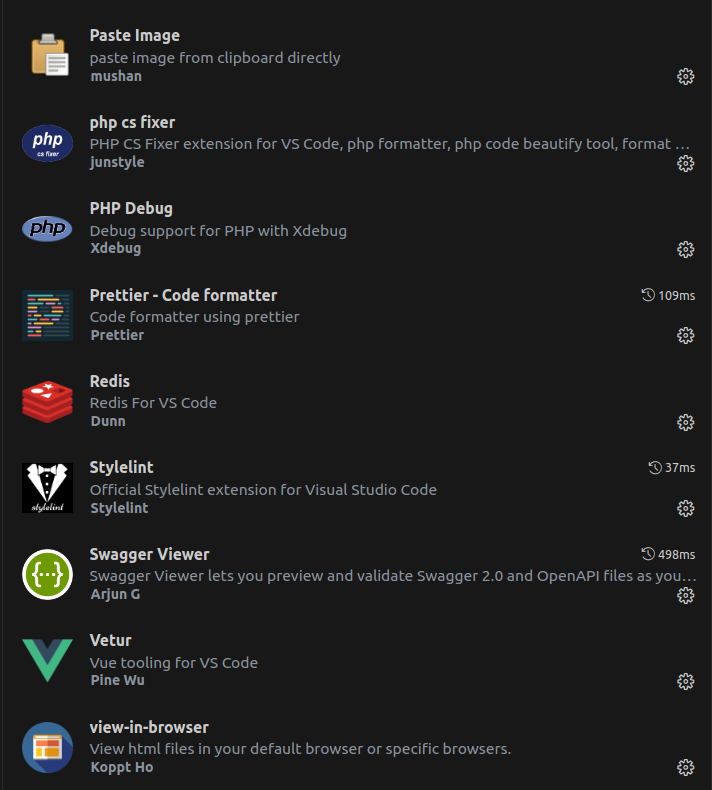 Paste Image
paste image from clipboard directly
mushan
php
cs fixer
php cs fixer
PHP CS Fixer extension for VS Code, php formatter, php code beautify tool, format ...
junstyle
php
PHP Debug
Debug support for PHP with Xdebug
Xdebug
Prettier - Code formatter
109ms
Code formatter using prettier
Prettier
Redis
Redis For VS Code
Dunn
stylelint
Stylelint
37ms
Official Stylelint extension for Visual Studio Code
Stylelint
{...}
Swagger Viewer
498ms
Swagger Viewer lets you preview and validate Swagger 2.0 and OpenAPI files as you...
Arjun G
Vetur
Vue tooling for VS Code
Pine Wu
view-in-browser
View html files in your default browser or specific browsers.
Koppt Ho